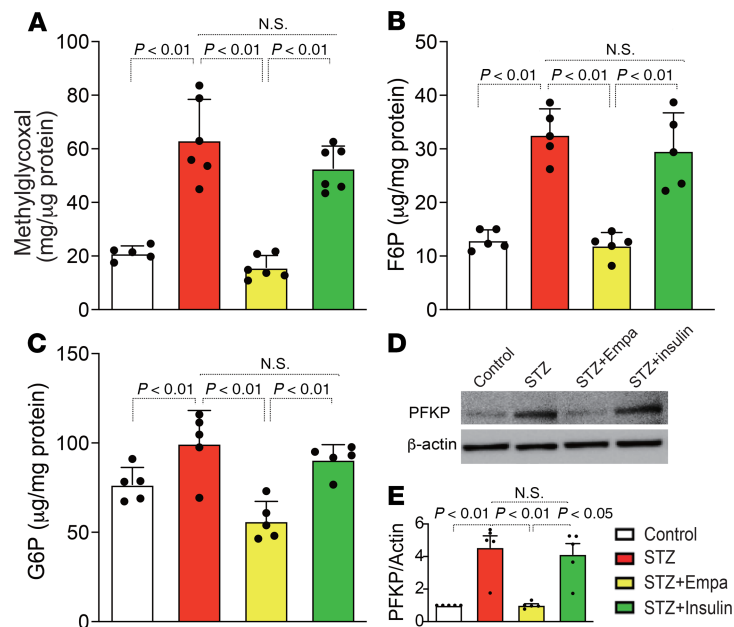 A
N.S.
P < 0.01 P < 0.01 P < 0.01
Methylglycoxal
(mg/µg protein)
100
80
60
40
20
0
B
N.S.
P < 0.01 P < 0.01 P < 0.01
F6P (µg/mg protein)
50
40
30
20
10
0
C
N.S.
P < 0.01 P < 0.01 P < 0.01
G6P (µg/mg protein)
150
100
50
0
D
Control STZ STZ+Empa STZ+insulin
PFKP
β-actin
E
N.S.
P < 0.01 P < 0.01 P < 0.05
PFKP/Actin
6
4
2
0
Control
STZ
STZ+Empa
STZ+Insulin